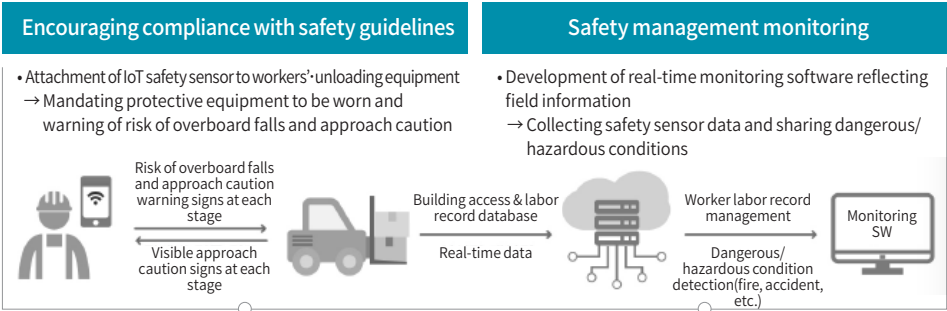 Encouraging compliance with safety guidelines
Safety management monitoring
• Attachment of IoT safety sensor to workers'·unloading equipment
→ Mandating protective equipment to be worn and
warning of risk of overboard falls and approach caution
• Development of real-time monitoring software reflecting
field information
→ Collecting safety sensor data and sharing dangerous/
hazardous conditions
Risk of overboard falls
and approach caution
warning signs at each
stage
Visible approach
caution signs at each
stage
Building access & labor
record database
Real-time data
Worker labor record
management
Dangerous/
hazardous condition
detection(fire, accident,
etc.)
Monitoring
SW